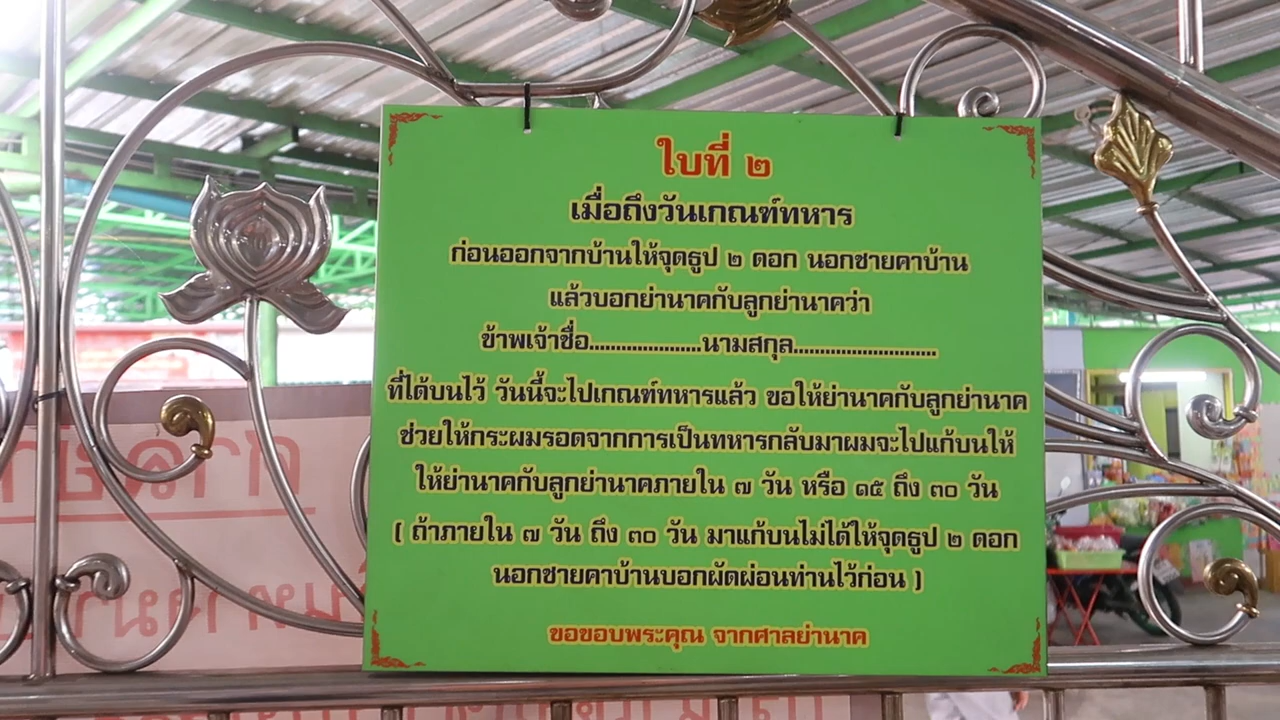 ใบที่ ๒
เมื่อถึงวันเกณฑ์ทหาร
ก่อนออกจากบ้านให้จุดธูป ๒ ดอก นอกชายคาบ้าน
แล้วบอกย่านาคกับลูกย่านาคว่า
ข้าพเจ้าชื่อ.....................นามสกุล...........................
ที่ได้บนไว้ วันนี้จะไปเกณฑ์ทหารแล้ว ขอให้ย่านาคกับลูกย่านาค
ช่วยให้กระผมรอดจากการเป็นทหารกลับมาผมจะไปแก้บนให้
ให้ย่านาคกับลูกย่านาคภายใน ๗ วัน หรือ ๑๕ ถึง ๓๐ วัน
( ถ้าภายใน ๗ วัน ถึง ๓๐ วัน มาแก้บนไม่ได้ให้จุดธูป ๒ ดอก
นอกชายคาบ้านบอกผัดผ่อนท่านไว้ก่อน )
ขอขอบพระคุณ จากศาลย่านาค